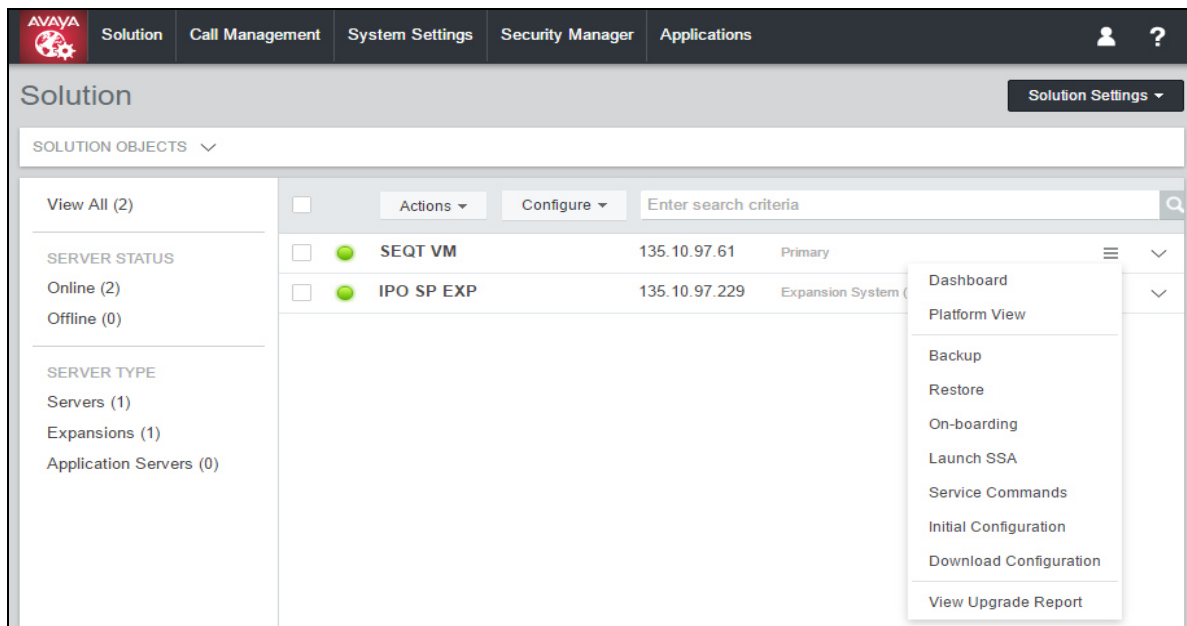 AVAYA
Solution Call Management System Settings Security Manager Applications ?
Solution
Solution Settings
SOLUTION OBJECTS
View All (2)
SERVER STATUS
Online (2)
Offline (0)
SERVER TYPE
Servers (1)
Expansions (1)
Application Servers (0)
Actions Configure Enter search criteria
SEQT VM 135.10.97.61 Primary
IPO SP EXP 135.10.97.229 Expansion System (
Dashboard
Platform View
Backup
Restore
On-boarding
Launch SSA
Service Commands
Initial Configuration
Download Configuration
View Upgrade Report